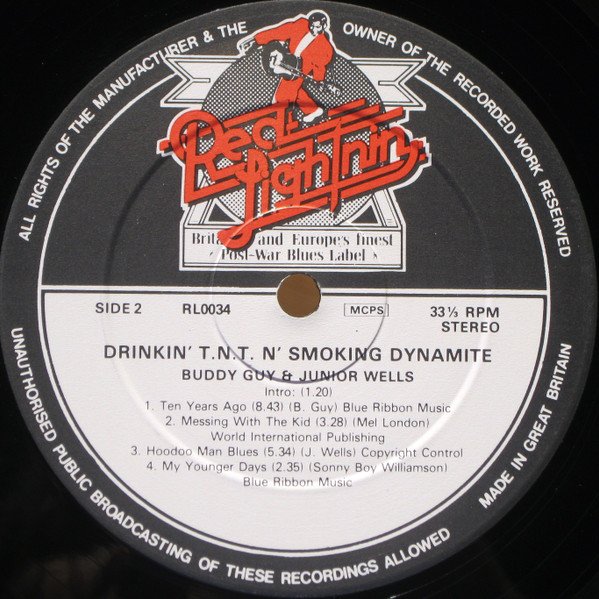 ALL RIGHTS OF THE MANUFACTURER & THE OWNER OF THE RECORDED WORK RESERVED
Red-
Lightnin'
Britain's and Europe's finest
Post-War Blues Label
SIDE 2 RL0034 MCPS 33⅓ RPM
STEREO
DRINKIN' T.N.T. N' SMOKING DYNAMITE
BUDDY GUY & JUNIOR WELLS
Intro: (1.20)
1. Ten Years Ago (8.43) (B. Guy) Blue Ribbon Music
2. Messing With The Kid (3.28) (Mel London)
World International Publishing
3. Hoodoo Man Blues (5.34) (J. Wells) Copyright Control
4. My Younger Days (2.35) (Sonny Boy Williamson)
Blue Ribbon Music
UNAUTHORISED PUBLIC BROADCASTING OF THESE RECORDINGS ALLOWED
MADE IN GREAT BRITAIN